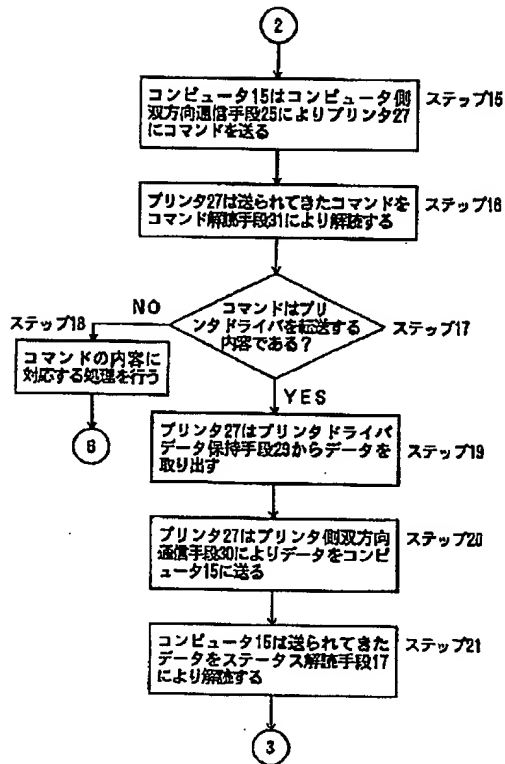 2
コンピュータ15はコンピュータ側
双方向通信手段25によりプリンタ27
にコマンドを送る
ステップ15
プリンタ27は送られてきたコマンドを
コマンド解読手段31により解読する
ステップ16
コマンドはプリ
ンタドライバを転送する
内容である?
ステップ17
NO
ステップ18
コマンドの内容に
対応する処理を行う
6
YES
プリンタ27はプリンタドライバ
データ保持手段29からデータを
取り出す
ステップ19
プリンタ27はプリンタ側双方向
通信手段30によりデータをコンピ
ュータ15に送る
ステップ20
コンピュータ15は送られてきた
データをステータス解読手段17
により解読する
ステップ21
3